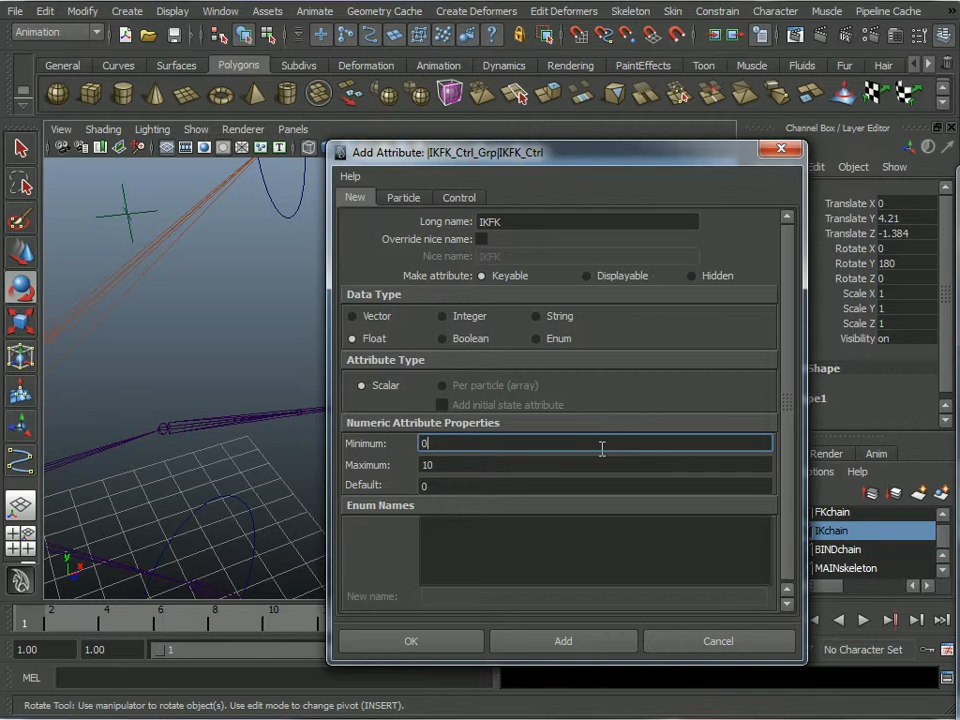 File Edit Modify Create Display Window Assets Animate Geometry Cache Create Deformers Edit Deformers Skeleton Skin Constrain Character Muscle Pipeline Cache »
Animation
General Curves Surfaces Polygons Subdivs Deformation Animation Dynamics Rendering PaintEffects Toon Muscle Fluids Fur Hair
View Shading Lighting Show Renderer Panels
Channel Box / Layer Editor
Add Attribute: |IKFK_Ctrl_Grp|IKFK_Ctrl
Help
Object Show
New Particle Control
Long name: IKFK
Override nice name:
Nice name: IKFK
Make attribute: Keyable Displayable Hidden
Data Type
Vector Integer String
Float Boolean Enum
Attribute Type
Scalar Per particle (array)
Add initial state attribute
Numeric Attribute Properties
Minimum: 0
Maximum: 10
Default: 0
Enum Names
New name:
OK Add Cancel
Translate X 0
Translate Y 4.21
Translate Z -1.384
Rotate X 0
Rotate Y 180
Rotate Z 0
Scale X 1
Scale Y 1
Scale Z 1
Visibility on
Shape
pe1
Render Anim
ptions Help
FKchain
IKchain
BINDchain
MAINskeleton
y x z
1 2 4 6 8 10 12
1.00 1.00 1
No Character Set
MEL
Rotate Tool: Use manipulator to rotate object(s). Use edit mode to change pivot (INSERT).